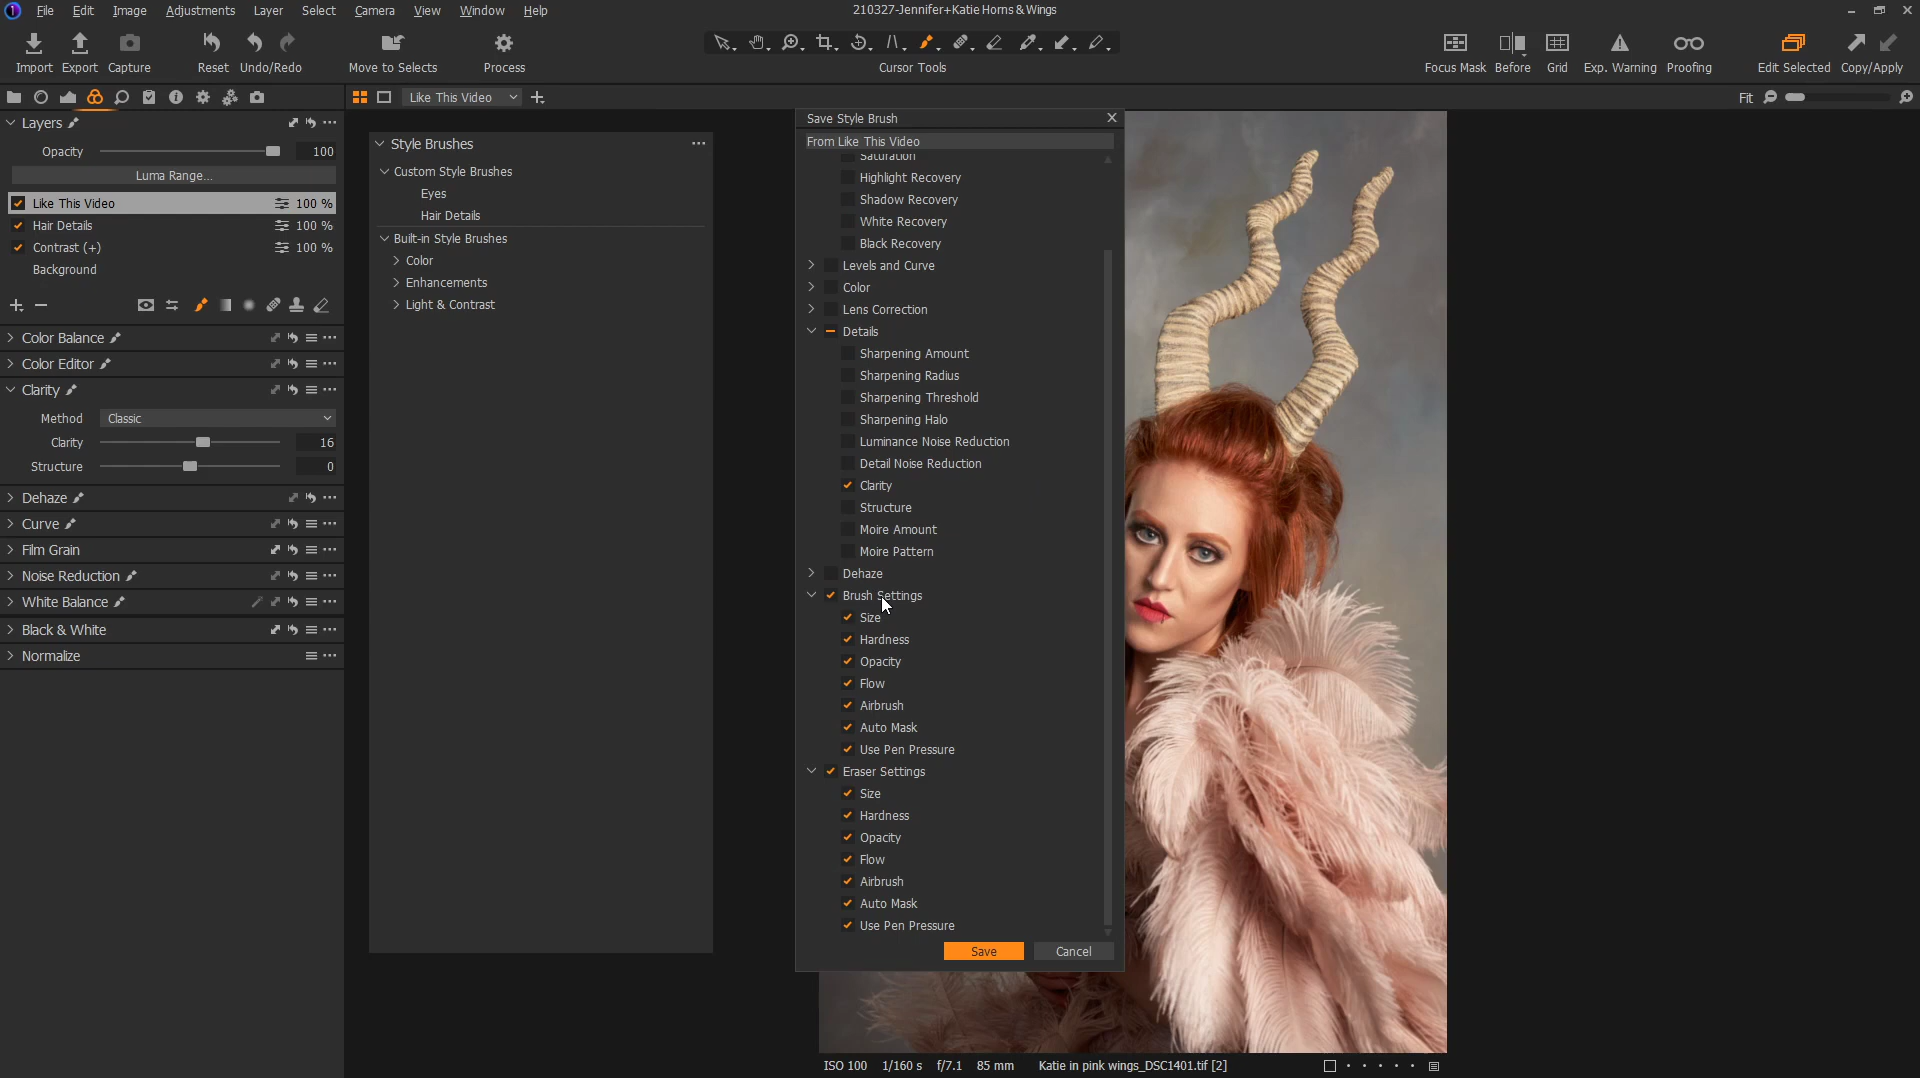 File Edit Image Adjustments Layer Select Camera View Window Help
210327-Jennifer+Katie Horns & Wings
Import Export Capture Reset Undo/Redo Move to Selects Process Cursor Tools Focus Mask Before Grid Exp. Warning Proofing Edit Selected Copy/Apply
Like This Video
Fit
Layers
Opacity 100
Luma Range...
Like This Video 100 %
Hair Details 100 %
Contrast (+) 100 %
Background
Color Balance
Color Editor
Clarity
Method Classic
Clarity 16
Structure 0
Dehaze
Curve
Film Grain
Noise Reduction
White Balance
Black & White
Normalize
Style Brushes
Custom Style Brushes
Eyes
Hair Details
Built-in Style Brushes
Color
Enhancements
Light & Contrast
Save Style Brush
From Like This Video
Saturation
Highlight Recovery
Shadow Recovery
White Recovery
Black Recovery
Levels and Curve
Color
Lens Correction
Details
Sharpening Amount
Sharpening Radius
Sharpening Threshold
Sharpening Halo
Luminance Noise Reduction
Detail Noise Reduction
Clarity
Structure
Moire Amount
Moire Pattern
Dehaze
Brush Settings
Size
Hardness
Opacity
Flow
Airbrush
Auto Mask
Use Pen Pressure
Eraser Settings
Size
Hardness
Opacity
Flow
Airbrush
Auto Mask
Use Pen Pressure
Save Cancel
ISO 100 1/160 s f/7.1 85 mm Katie in pink wings_DSC1401.tif [2]